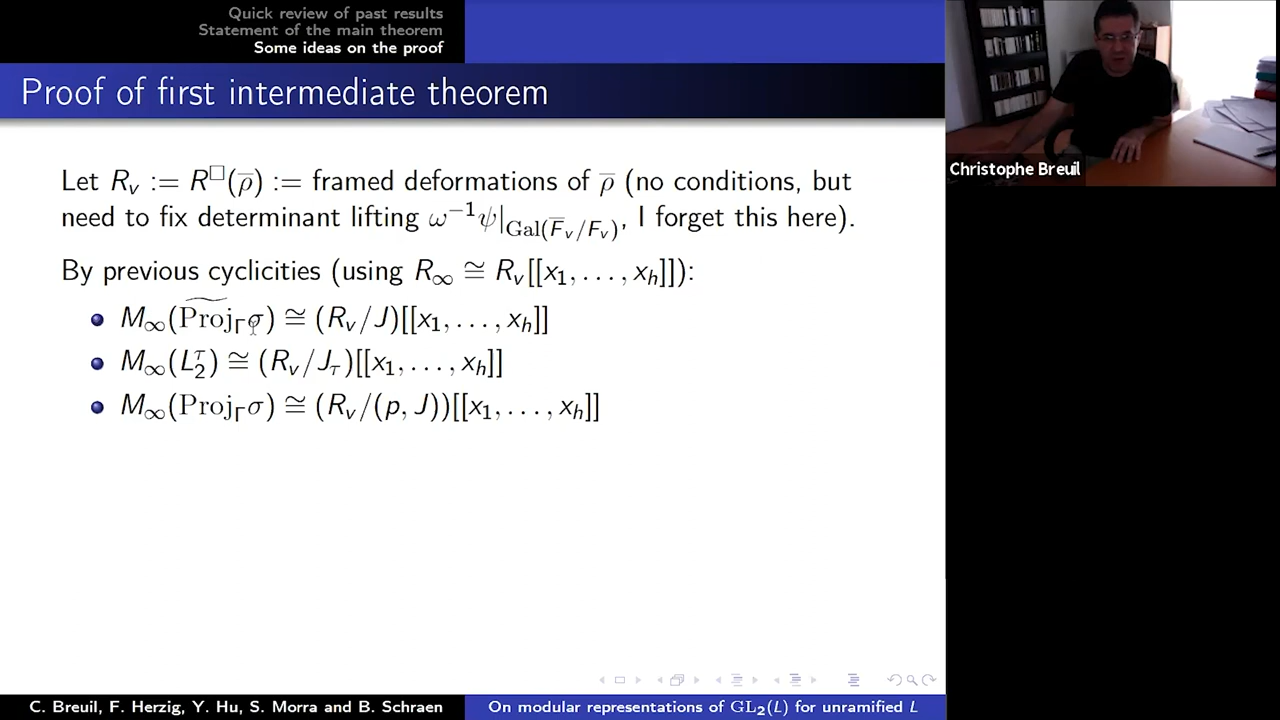 Quick review of past results
Statement of the main theorem
Some ideas on the proof
Proof of first intermediate theorem
Christophe Breuil
Let R_v := R^□(ρ̄) := framed deformations of ρ̄ (no conditions, but
need to fix determinant lifting ω^{-1}ψ|_{Gal(F̄_v/F_v)}, I forget this here).
By previous cyclicities (using R_∞ ≅ R_v[[x_1, . . . , x_h]]):
M_∞(\widetilde{Proj}_Γ σ) ≅ (R_v/J)[[x_1, . . . , x_h]]
M_∞(L_2^τ) ≅ (R_v/J_τ)[[x_1, . . . , x_h]]
M_∞(Proj_Γ σ) ≅ (R_v/(p, J))[[x_1, . . . , x_h]]
C. Breuil, F. Herzig, Y. Hu, S. Morra and B. Schraen
On modular representations of GL_2(L) for unramified L